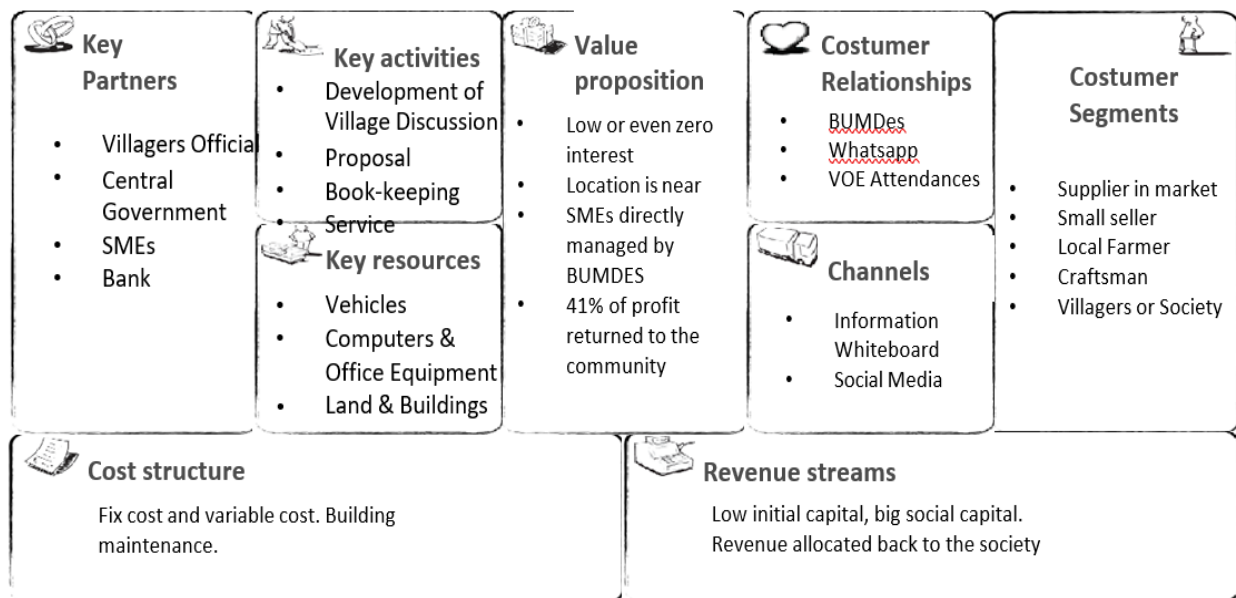 Key
Partners
Villagers Official
Central
Government
SMEs
Bank
Key activities
Development of
Village Discussion
Proposal
Book-keeping
Service
Key resources
Vehicles
Computers &
Office Equipment
Land & Buildings
Value
proposition
Low or even zero
interest
Location is near
SMEs directly
managed by
BUMDES
41% of profit
returned to the
community
Costumer
Relationships
BUMDes
Whatsapp
VOE Attendances
Channels
Information
Whiteboard
Social Media
Costumer
Segments
Supplier in market
Small seller
Local Farmer
Craftsman
Villagers or Society
Cost structure
Fix cost and variable cost. Building
maintenance.
Revenue streams
Low initial capital, big social capital.
Revenue allocated back to the society